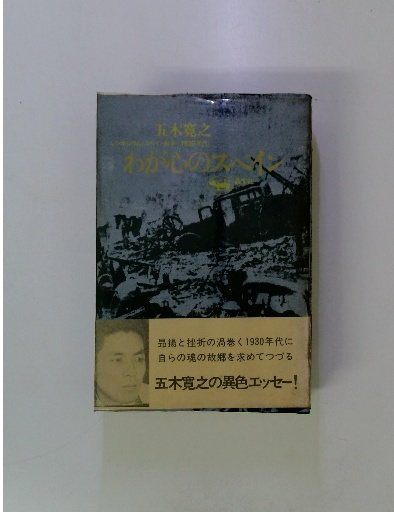 五木寛之
わが心のスペイン
昂揚と挫折の渦巻く1930年代に
自らの魂の故郷を求めてつづる
五木寛之の異色エッセー!